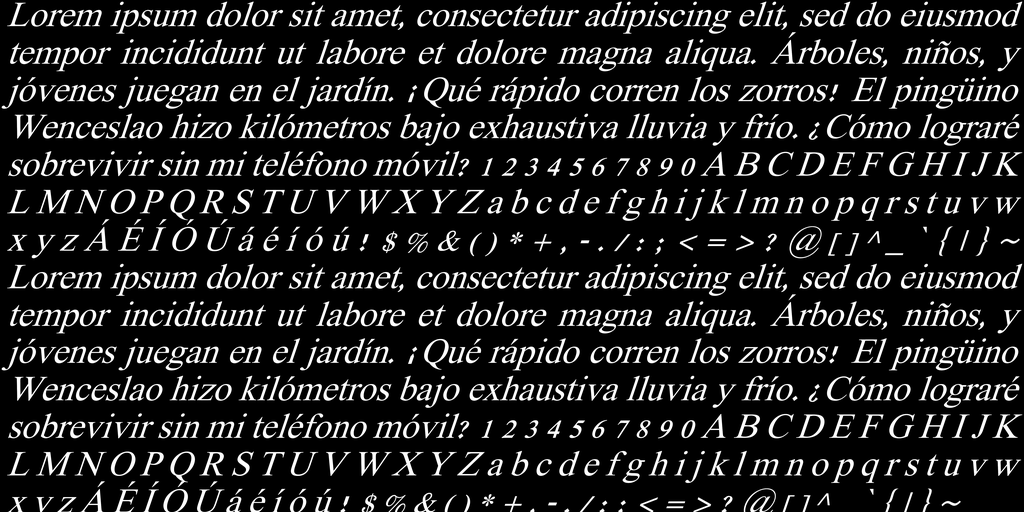 Lorem ipsum dolor sit amet, consectetur adipiscing elit, sed do eiusmod
tempor incididunt ut labore et dolore magna aliqua. Árboles, niños, y
jóvenes juegan en el jardín. ¡Qué rápido corren los zorros! El pingüino
Wenceslao hizo kilómetros bajo exhaustiva lluvia y frío. ¿Cómo lograré
sobrevivir sin mi teléfono móvil? 1 2 3 4 5 6 7 8 9 0 A B C D E F G H I J K
L M N O P Q R S T U V W X Y Z a b c d e f g h i j k l m n o p q r s t u v w
x y z Á É Í Ó Ú á é í ó ú ! $ % & ( ) * + , - . / : ; < = > ? @ [ ] ^ _ ` { | } ~
Lorem ipsum dolor sit amet, consectetur adipiscing elit, sed do eiusmod
tempor incididunt ut labore et dolore magna aliqua. Árboles, niños, y
jóvenes juegan en el jardín. ¡Qué rápido corren los zorros! El pingüino
Wenceslao hizo kilómetros bajo exhaustiva lluvia y frío. ¿Cómo lograré
sobrevivir sin mi teléfono móvil? 1 2 3 4 5 6 7 8 9 0 A B C D E F G H I J K
L M N O P Q R S T U V W X Y Z a b c d e f g h i j k l m n o p q r s t u v w
x y z Á É Í Ó Ú á é í ó ú ! $ % & ( ) * + , - . / : ; < = > ? @ [ ] ^ ` { | } ~